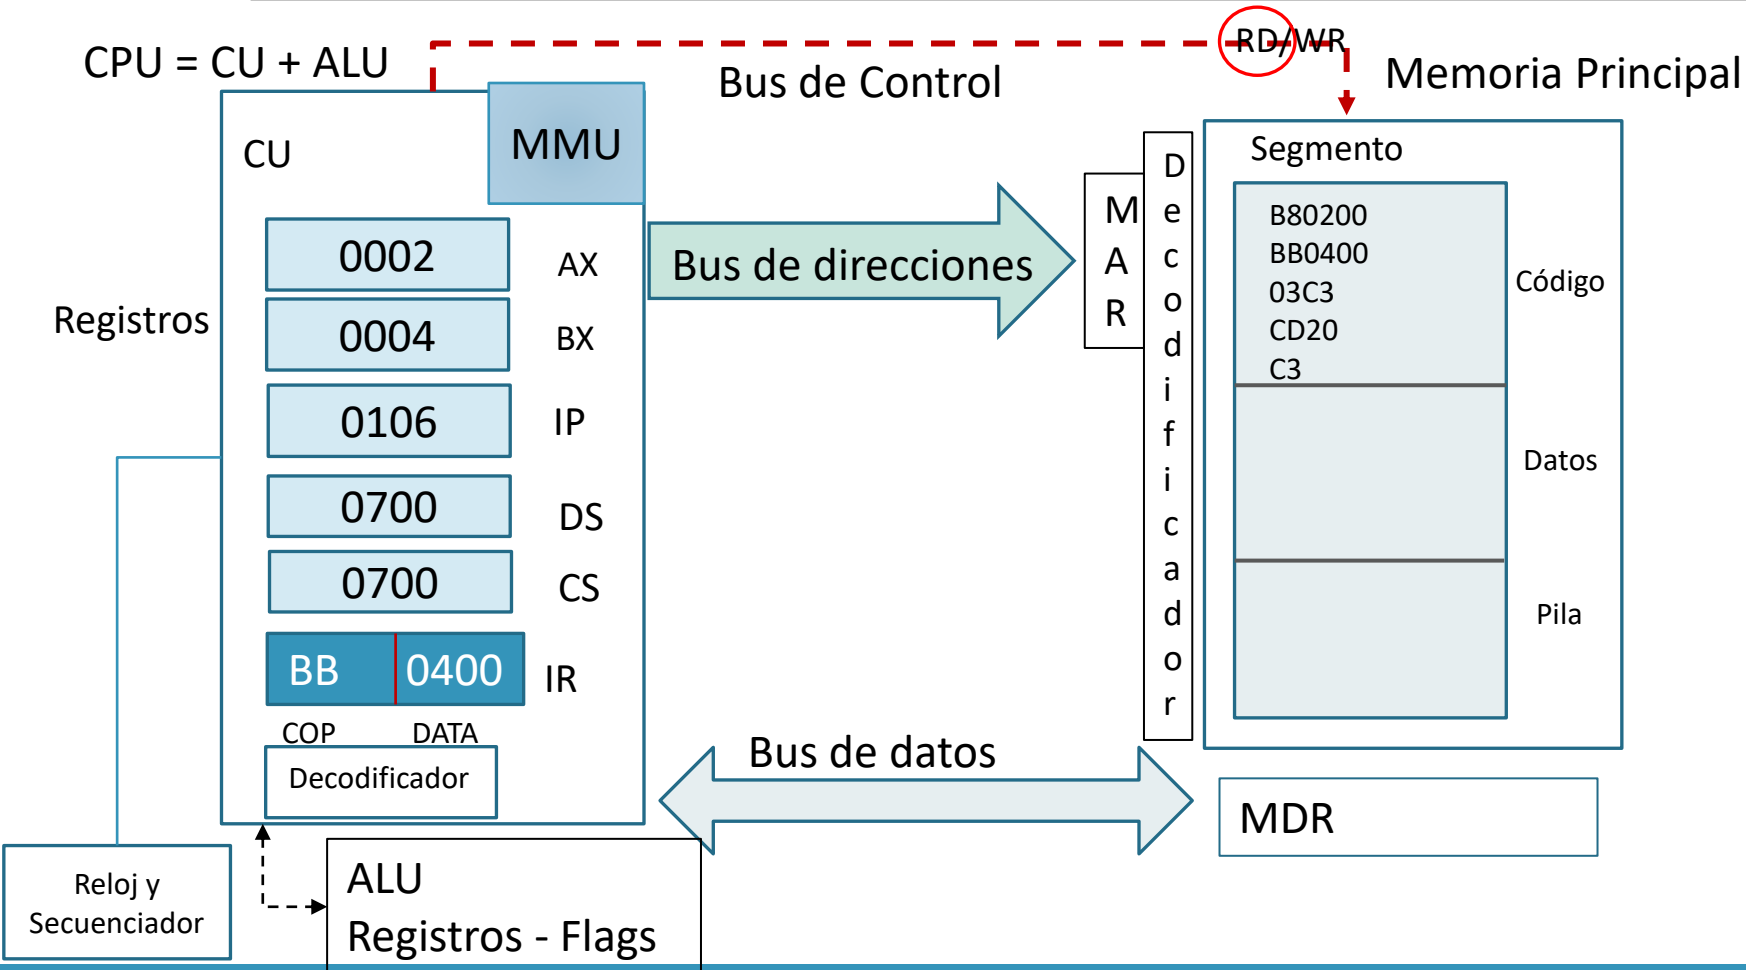 CPU = CU + ALU
Bus de Control
RD/WR
Memoria Principal
CU
MMU
Registros
0002
AX
0004
BX
0106
IP
0700
DS
0700
CS
BB
0400
IR
COP
DATA
Decodificador
Reloj y
Secuenciador
ALU
Registros - Flags
Bus de direcciones
Bus de datos
MAR
Decodificador
Segmento
B80200
BB0400
03C3
CD20
C3
Código
Datos
Pila
MDR